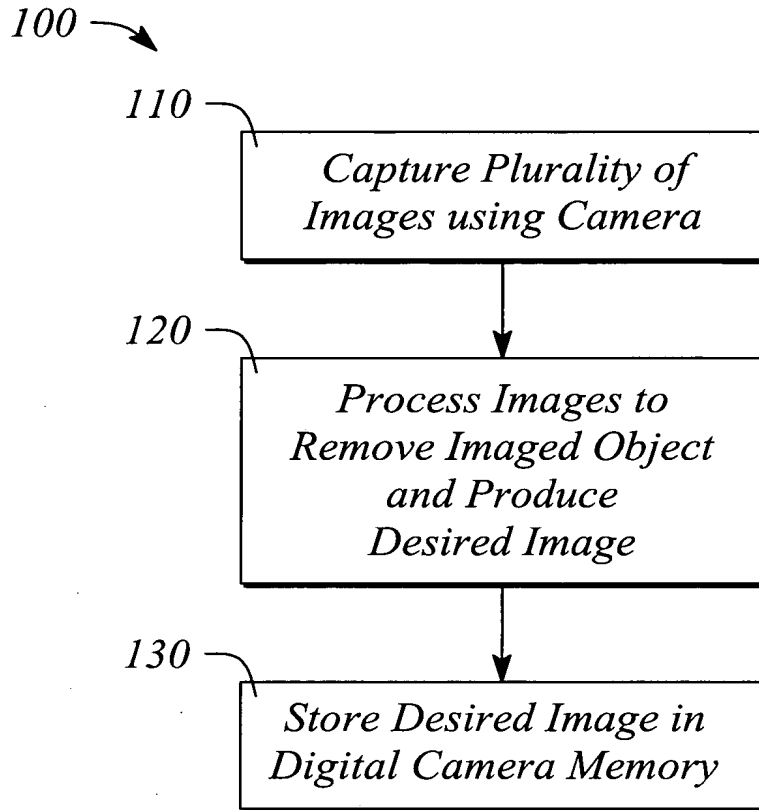 100
110
Capture Plurality of
Images using Camera
120
Process Images to
Remove Imaged Object
and Produce
Desired Image
130
Store Desired Image in
Digital Camera Memory